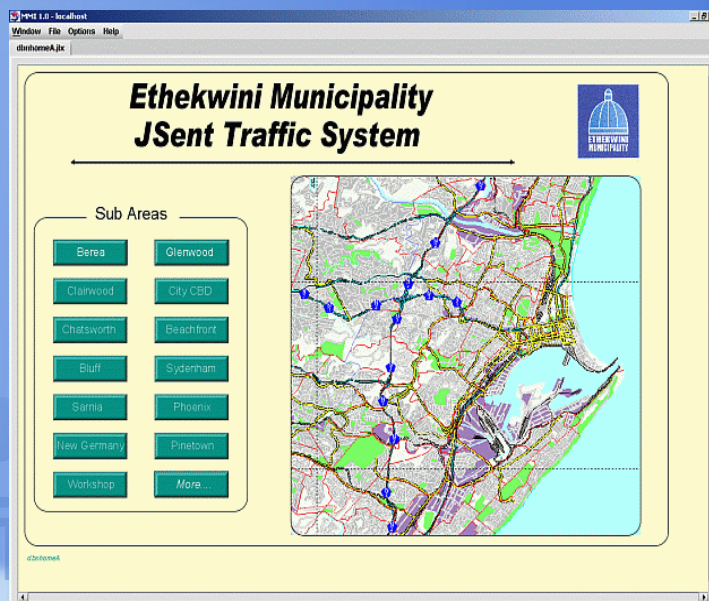 MMI 1.0 - localhost
Window File Options Help
dbnhomeA.jlx
Ethekwini Municipality
JSent Traffic System
ETHEKWINI
MUNICIPALITY
Sub Areas
Berea Glenwood
Clairwood City CBD
Chatsworth Beachfront
Bluff Sydenham
Sarnia Phoenix
New Germany Pinetown
Workshop More...
dbnhomeA